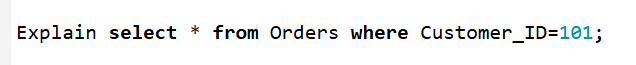 Explain select * from Orders where Customer_ID=101;